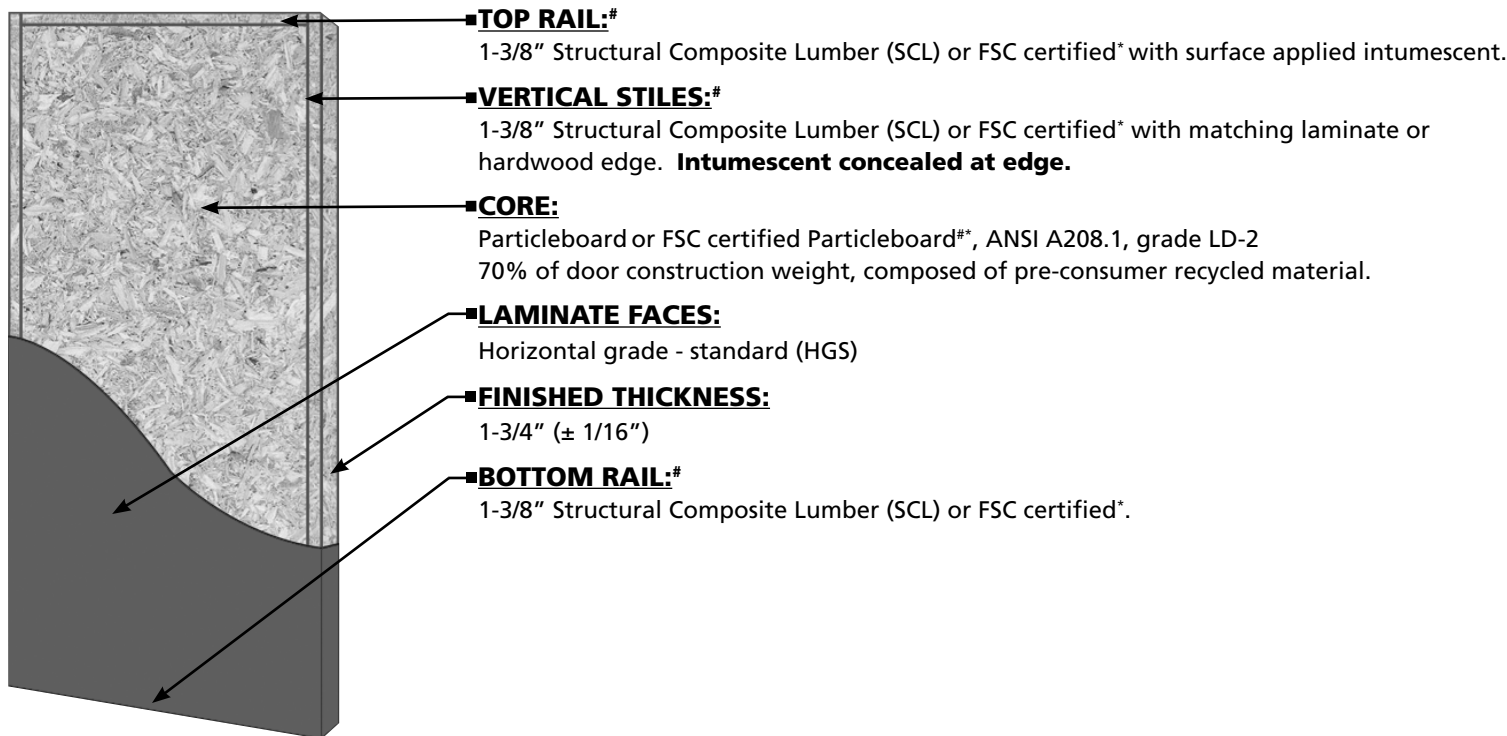 TOP RAIL:#
1-3/8" Structural Composite Lumber (SCL) or FSC certified* with surface applied intumescent.
VERTICAL STILES:#
1-3/8" Structural Composite Lumber (SCL) or FSC certified* with matching laminate or
hardwood edge. Intumescent concealed at edge.
CORE:
Particleboard or FSC certified Particleboard#*, ANSI A208.1, grade LD-2
70% of door construction weight, composed of pre-consumer recycled material.
LAMINATE FACES:
Horizontal grade - standard (HGS)
FINISHED THICKNESS:
1-3/4" (± 1/16")
BOTTOM RAIL:#
1-3/8" Structural Composite Lumber (SCL) or FSC certified*.